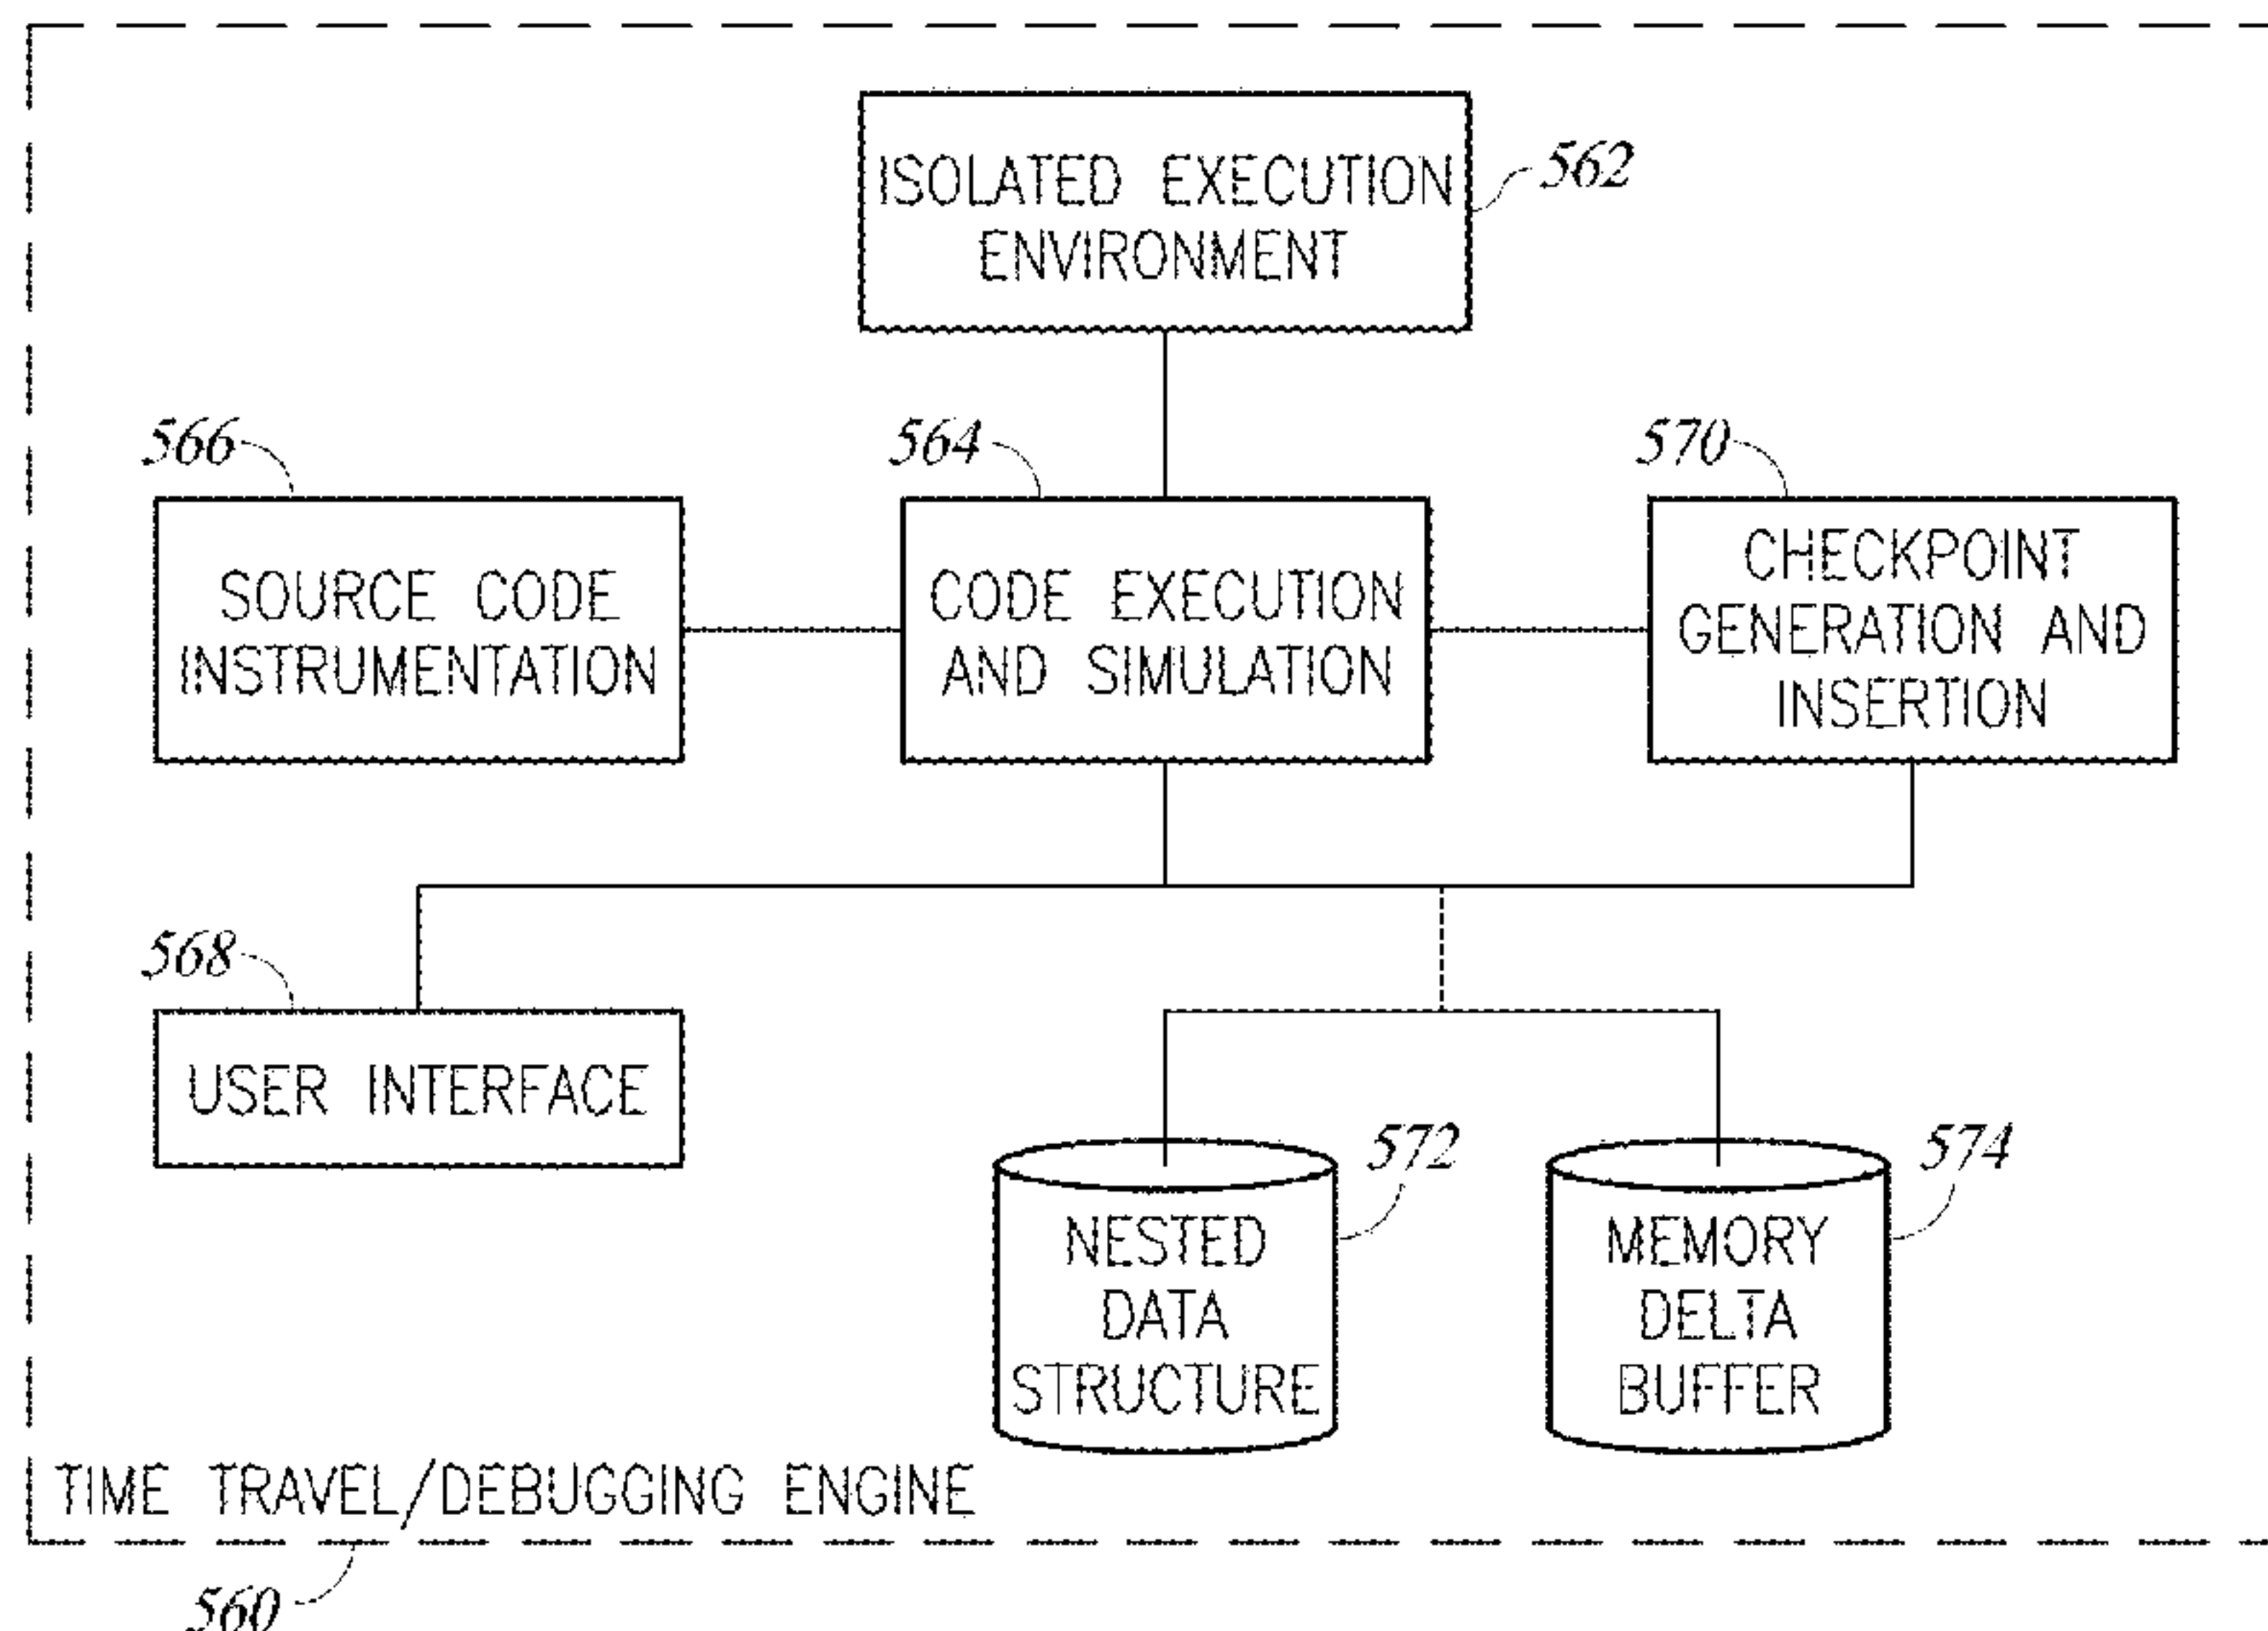 ISOLATED EXECUTION
ENVIRONMENT
562
566
564
570
SOURCE CODE
INSTRUMENTATION
CODE EXECUTION
AND SIMULATION
CHECKPOINT
GENERATION AND
INSERTION
568
USER INTERFACE
572
574
NESTED
DATA
STRUCTURE
MEMORY
DELTA
BUFFER
TIME TRAVEL/DEBUGGING ENGINE
560